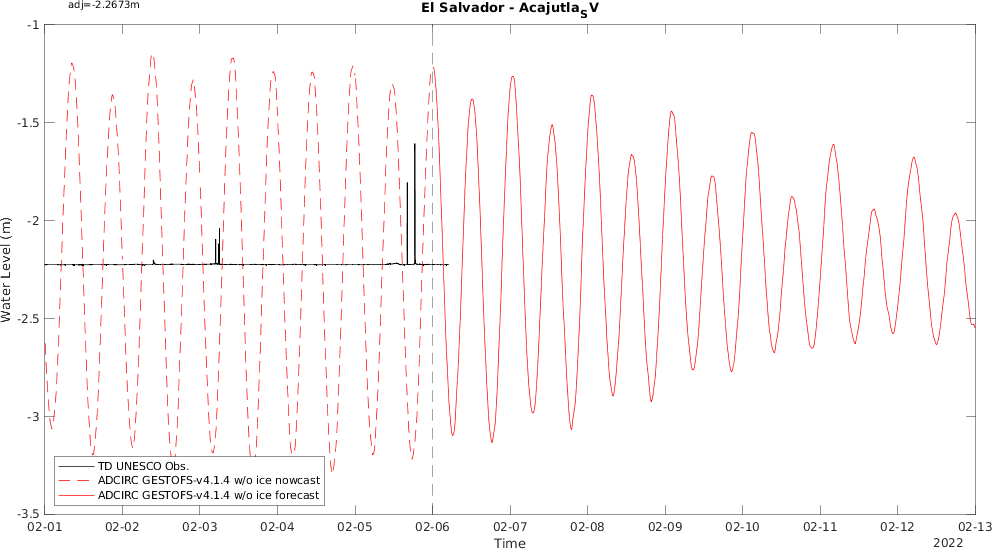 adj=-2.2673m
El Salvador - AcajutlaSV
-1
-1.5
-2
-2.5
-3
-3.5
Water Level (m)
TD UNESCO Obs.
ADCIRC GESTOFS-v4.1.4 w/o ice nowcast
ADCIRC GESTOFS-v4.1.4 w/o ice forecast
02-01 02-02 02-03 02-04 02-05 02-06 02-07 02-08 02-09 02-10 02-11 02-12 02-13
Time
2022